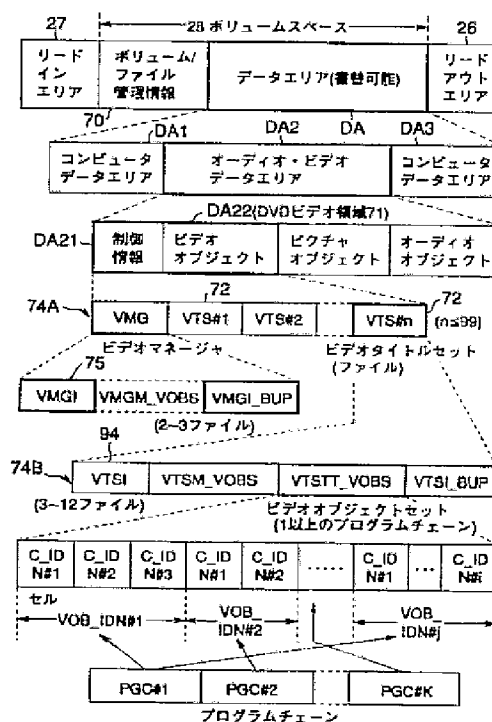 28 ボリュームスペース
27
26
リード
イン
エリア
ボリューム/
ファイル
管理情報
データエリア(書替可能)
リード
アウト
エリア
70
DA1
DA2
DA
DA3
コンピュータ
データエリア
オーディオ・ビデオ
データエリア
コンピュータ
データエリア
DA22(DVDビデオ領域71)
DA21
制御
情報
ビデオ
オブジェクト
ピクチャ
オブジェクト
オーディオ
オブジェクト
72
72
74A
VMG
VTS#1
VTS#2
VTS#n
(n≤99)
ビデオマネージャ
ビデオタイトルセット
(ファイル)
75
VMGI
VMGM_VOBS
VMGI_BUP
(2~3ファイル)
94
74B
VTSI
VTSM_VOBS
VTSTT_VOBS
VTSI_BUP
(3~12ファイル)
ビデオオブジェクトセット
(1以上のプログラムチェーン)
C_ID
N#1
C_ID
N#2
C_ID
N#3
C_ID
N#1
C_ID
N#2
......
C_ID
N#1
...
C_ID
N#i
セル
VOB_IDN#1
VOB_
IDN#2
VOB_
IDN#j
PGC#1
PGC#2
PGC#K
プログラムチェーン